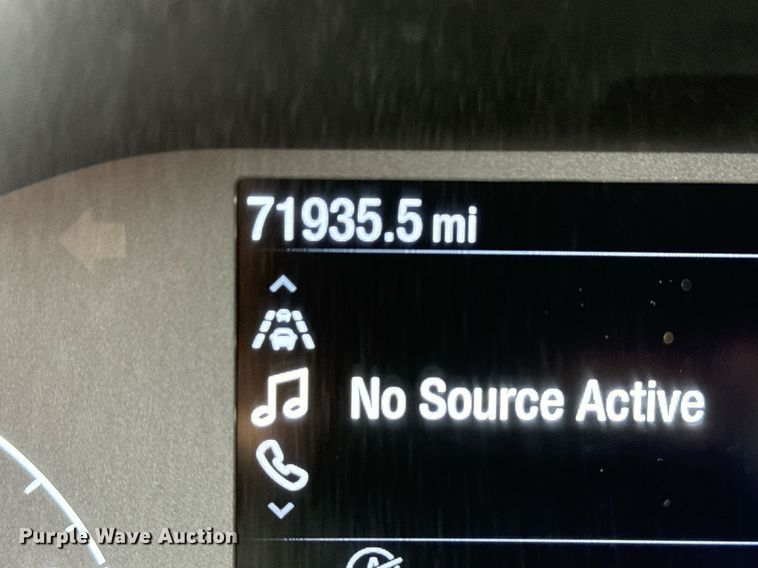 71935.5 mi
No Source Active
Purple Wave Auction